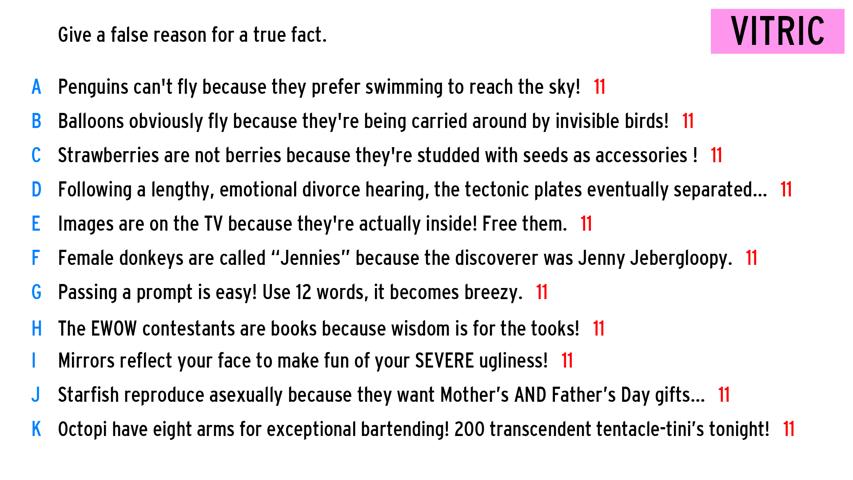 Give a false reason for a true fact.
VITRIC
A Penguins can't fly because they prefer swimming to reach the sky! 11
B Balloons obviously fly because they're being carried around by invisible birds! 11
C Strawberries are not berries because they're studded with seeds as accessories ! 11
D Following a lengthy, emotional divorce hearing, the tectonic plates eventually separated... 11
E Images are on the TV because they're actually inside! Free them. 11
F Female donkeys are called “Jennies” because the discoverer was Jenny Jebergloopy. 11
G Passing a prompt is easy! Use 12 words, it becomes breezy. 11
H The EWOW contestants are books because wisdom is for the tooks! 11
I Mirrors reflect your face to make fun of your SEVERE ugliness! 11
J Starfish reproduce asexually because they want Mother’s AND Father’s Day gifts... 11
K Octopi have eight arms for exceptional bartending! 200 transcendent tentacle-tini’s tonight! 11